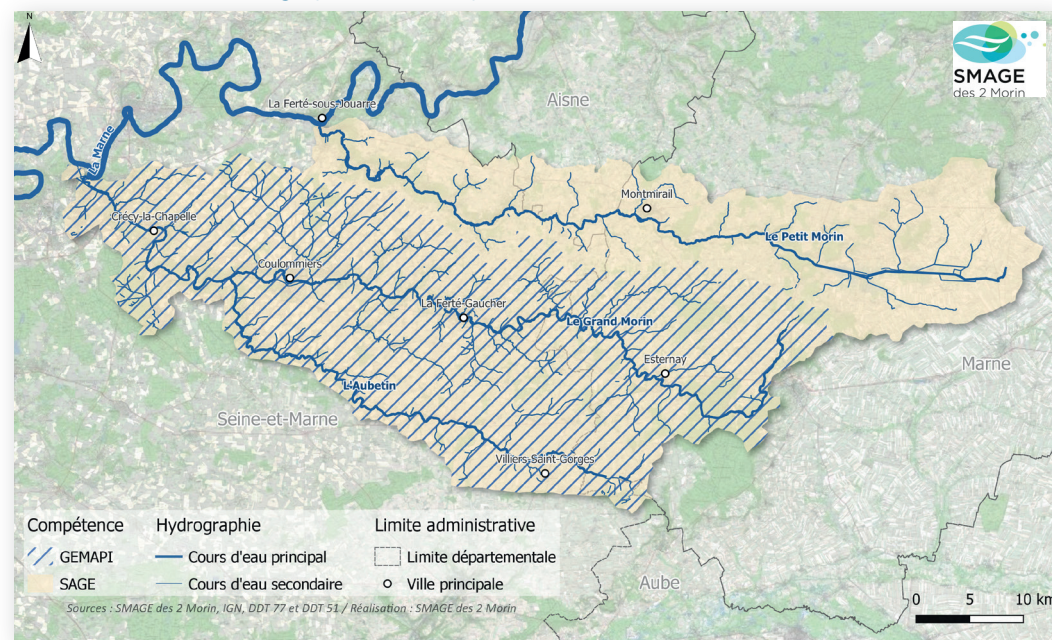 N
SMAGE
des 2 Morin
Aisne
La Ferté-sous-Jouarre
La Marne
Montmirail
Crécy-la-Chapelle
Le Petit Morin
Coulommiers
La Ferté-Gaucher
Le Grand Morin
Esternay
Marne
L'Aubetin
Seine-et-Marne
Villiers-Saint-Gorges
Compétence
GEMAPI
SAGE
Hydrographie
Cours d'eau principal
Cours d'eau secondaire
Limite administrative
Limite départementale
Ville principale
Aube
0 5 10 km
Sources : SMAGE des 2 Morin, IGN, DDT 77 et DDT 51 / Réalisation : SMAGE des 2 Morin